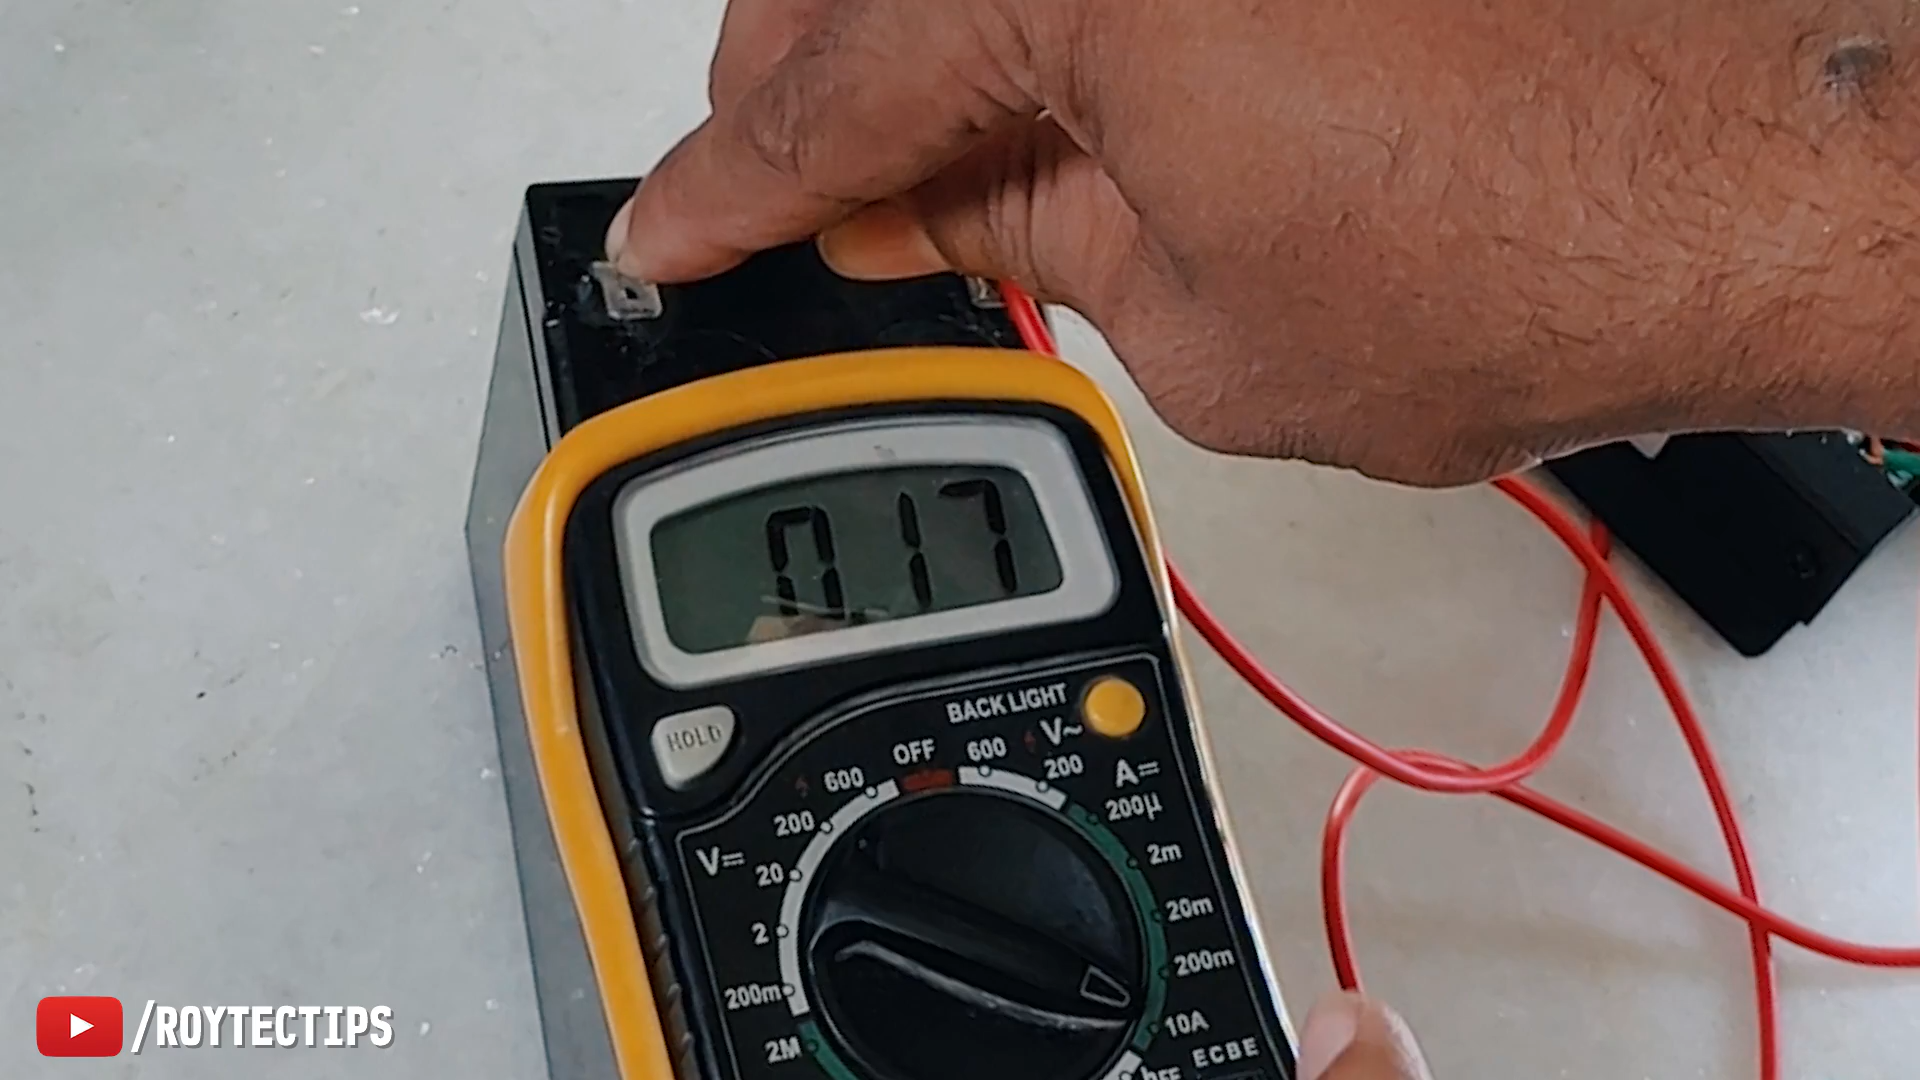 017
HOLD
BACK LIGHT
OFF
600
V~
600
200
A=
200
200µ
V=
20
2m
2
20m
200m
200m
10A
2M
ECBE
hFE
/ROYTECTIPS